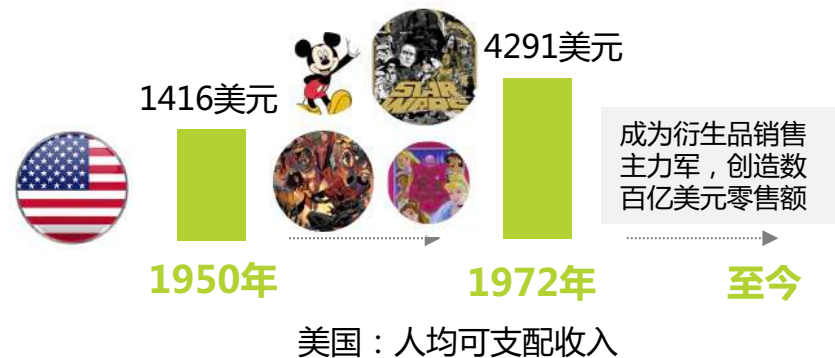 1416美元
4291美元
STAR
WARS
成为衍生品销售
主力军，创造数
百亿美元零售额
1950年
1972年
至今
美国：人均可支配收入